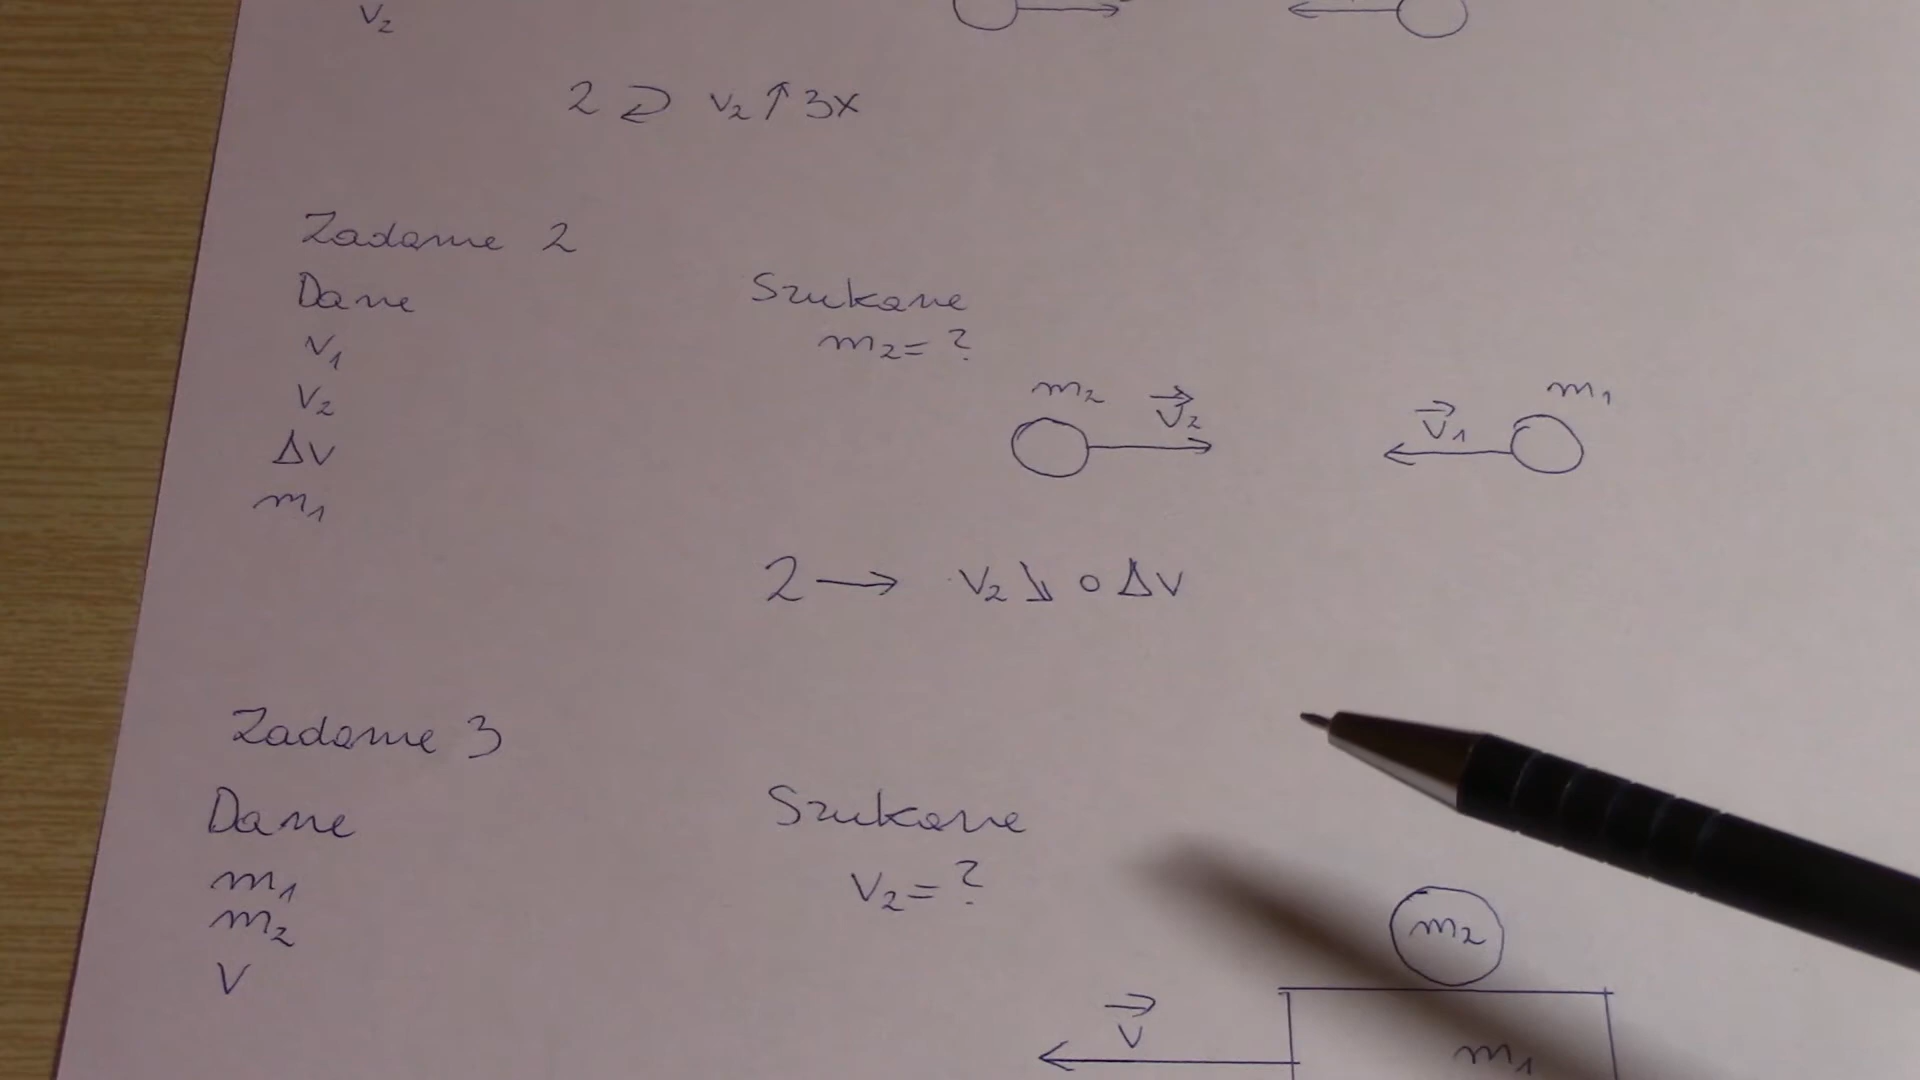 v₂
2 ⮌ v₂ ↑ 3x
Zadanie 2
Dane
Szukane
v₁
m₂ = ?
v₂
m₂
v⃗₂
v⃗₁
m₁
Δv
m₁
2 → v₂ ↘ o Δv
Zadanie 3
Dane
Szukane
m₁
v₂ = ?
m₂
m₂
v
v⃗
m₁